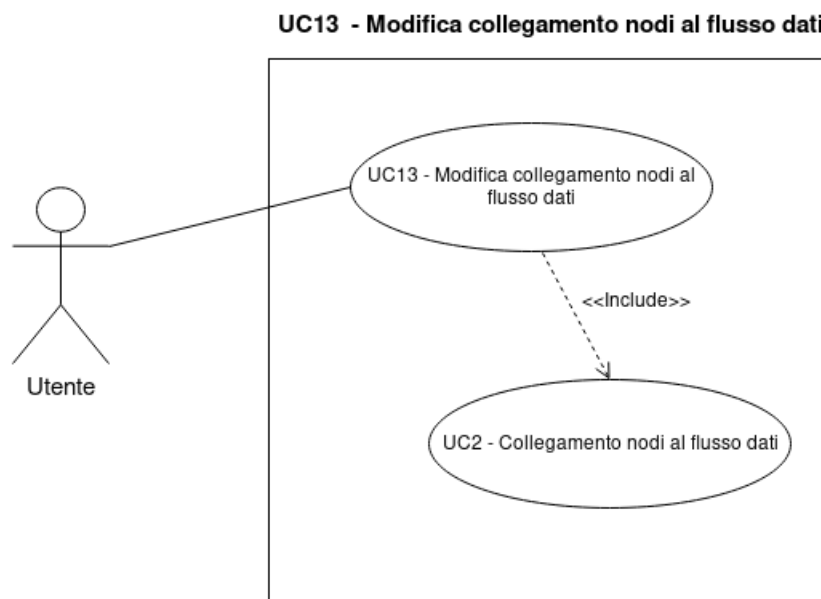 UC13 - Modifica collegamento nodi al flusso dati
UC13 - Modifica collegamento nodi al
flusso dati
<<Include>>
Utente
UC2 - Collegamento nodi al flusso dati